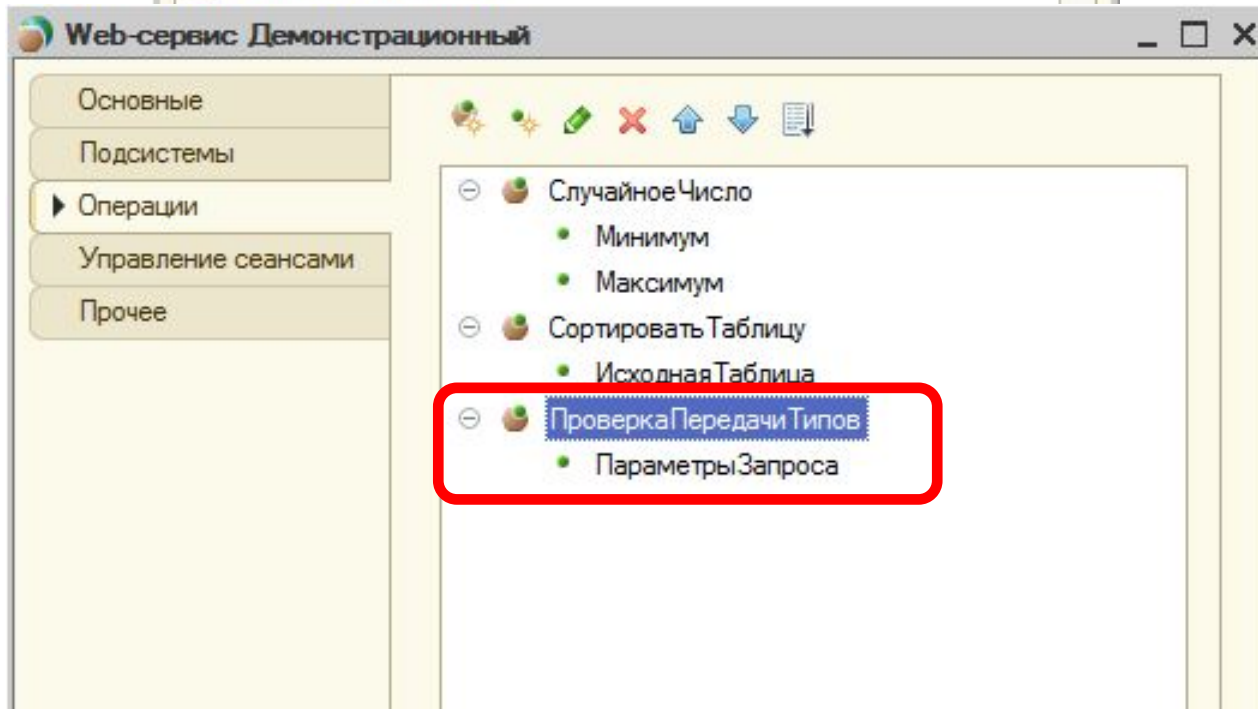 Web-сервис Демонстрационный
Основные
Подсистемы
Операции
Управление сеансами
Прочее
СлучайноеЧисло
Минимум
Максимум
СортироватьТаблицу
ИсходнаяТаблица
ПроверкаПередачиТипов
ПараметрыЗапроса